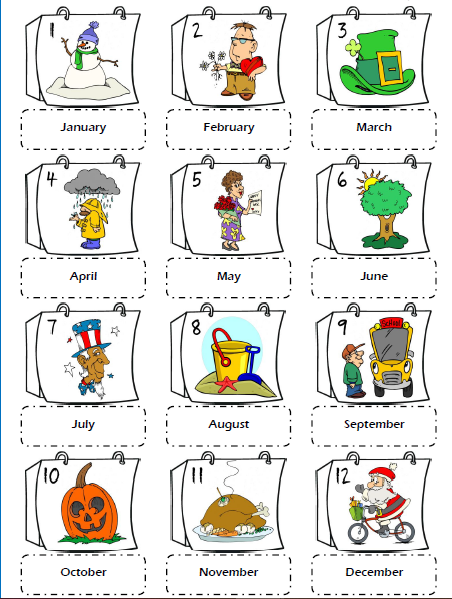 1
2
3
January
February
March
4
5
6
April
May
June
7
8
9
SCHOOL
July
August
September
10
11
12
October
November
December